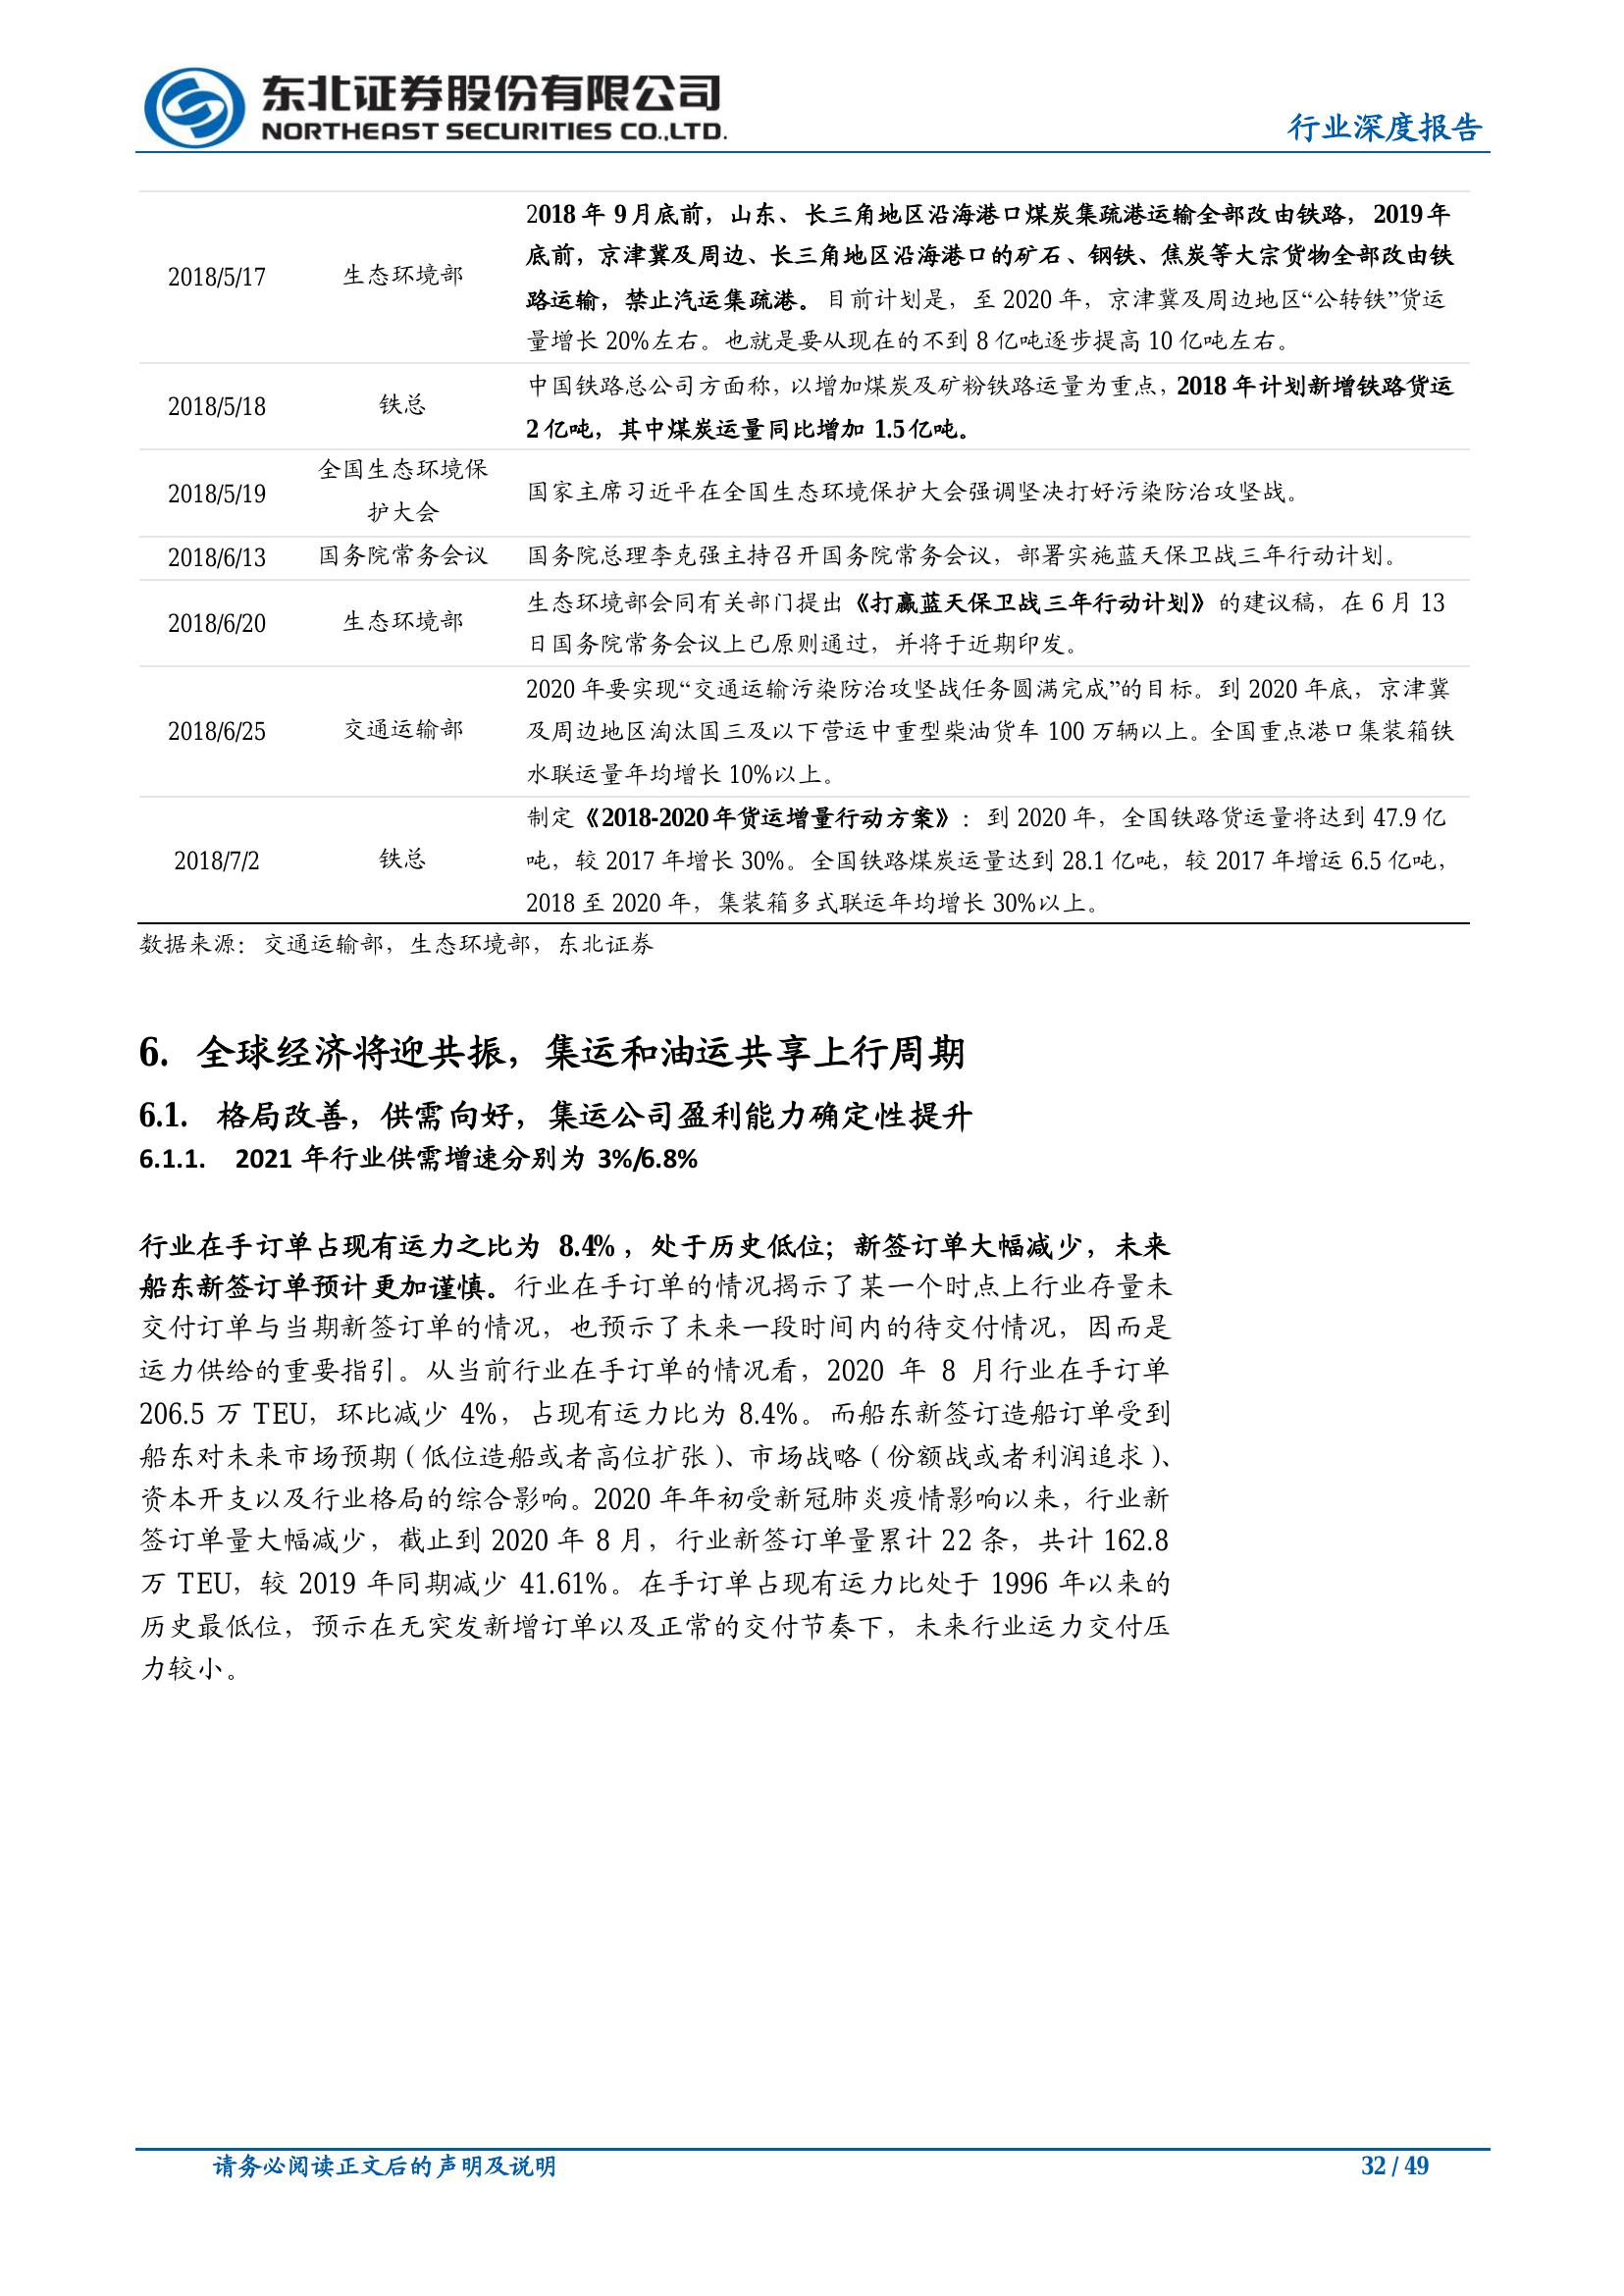 东北证券股份有限公司
NORTHEAST SECURITIES CO.,LTD.
行业深度报告
2018/5/17
生态环境部
2018 年 9月底前，山东、长三角地区沿海港口煤炭集疏港运输全部改由铁路，2019年
底前，京津冀及周边、长三角地区沿海港口的矿石、钢铁、焦炭等大宗货物全部改由铁
路运输，禁止汽运集疏港。目前计划是，至 2020 年，京津冀及周边地区“公转铁”货运
量增长 20%左右。也就是要从现在的不到 8 亿吨逐步提高 10 亿吨左右。
2018/5/18
铁总
中国铁路总公司方面称，以增加煤炭及矿粉铁路运量为重点，2018 年计划新增铁路货运
2 亿吨，其中煤炭运量同比增加 1.5亿吨。
2018/5/19
全国生态环境保
护大会
国家主席习近平在全国生态环境保护大会强调坚决打好污染防治攻坚战。
2018/6/13
国务院常务会议
国务院总理李克强主持召开国务院常务会议，部署实施蓝天保卫战三年行动计划。
2018/6/20
生态环境部
生态环境部会同有关部门提出《打赢蓝天保卫战三年行动计划》的建议稿，在 6 月 13
日国务院常务会议上已原则通过，并将于近期印发。
2018/6/25
交通运输部
2020 年要实现“交通运输污染防治攻坚战任务圆满完成”的目标。到 2020 年底，京津冀
及周边地区淘汰国三及以下营运中重型柴油货车 100 万辆以上。全国重点港口集装箱铁
水联运量年均增长 10%以上。
2018/7/2
铁总
制定《2018-2020年货运增量行动方案》：到 2020 年，全国铁路货运量将达到 47.9 亿
吨，较 2017 年增长 30%。全国铁路煤炭运量达到 28.1 亿吨，较 2017 年增运 6.5 亿吨，
2018 至 2020 年，集装箱多式联运年均增长 30%以上。
数据来源：交通运输部，生态环境部，东北证券
6. 全球经济将迎共振，集运和油运共享上行周期
6.1. 格局改善，供需向好，集运公司盈利能力确定性提升
6.1.1. 2021 年行业供需增速分别为 3%/6.8%
行业在手订单占现有运力之比为 8.4%，处于历史低位；新签订单大幅减少，未来
船东新签订单预计更加谨慎。行业在手订单的情况揭示了某一个时点上行业存量未
交付订单与当期新签订单的情况，也预示了未来一段时间内的待交付情况，因而是
运力供给的重要指引。从当前行业在手订单的情况看，2020 年 8 月行业在手订单
206.5 万 TEU，环比减少 4%，占现有运力比为 8.4%。而船东新签订造船订单受到
船东对未来市场预期（低位造船或者高位扩张）、市场战略（份额战或者利润追求）、
资本开支以及行业格局的综合影响。2020 年年初受新冠肺炎疫情影响以来，行业新
签订单量大幅减少，截止到 2020 年 8 月，行业新签订单量累计 22 条，共计 162.8
万 TEU，较 2019 年同期减少 41.61%。在手订单占现有运力比处于 1996 年以来的
历史最低位，预示在无突发新增订单以及正常的交付节奏下，未来行业运力交付压
力较小。
请务必阅读正文后的声明及说明
32 / 49